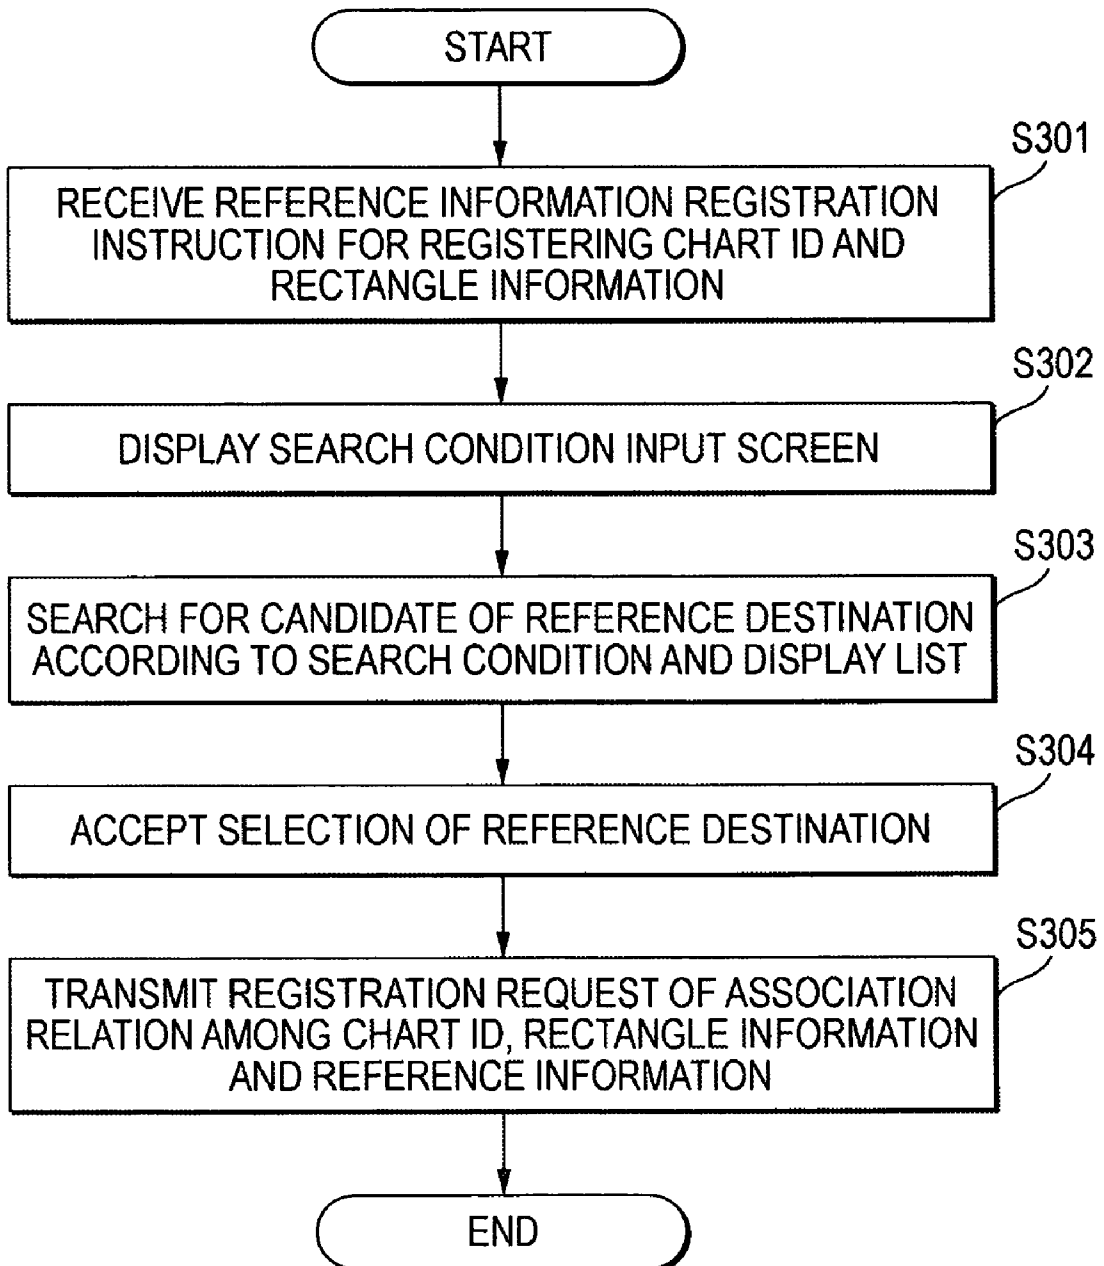 START
S301
RECEIVE REFERENCE INFORMATION REGISTRATION
INSTRUCTION FOR REGISTERING CHART ID AND
RECTANGLE INFORMATION
S302
DISPLAY SEARCH CONDITION INPUT SCREEN
S303
SEARCH FOR CANDIDATE OF REFERENCE DESTINATION
ACCORDING TO SEARCH CONDITION AND DISPLAY LIST
S304
ACCEPT SELECTION OF REFERENCE DESTINATION
S305
TRANSMIT REGISTRATION REQUEST OF ASSOCIATION
RELATION AMONG CHART ID, RECTANGLE INFORMATION
AND REFERENCE INFORMATION
END